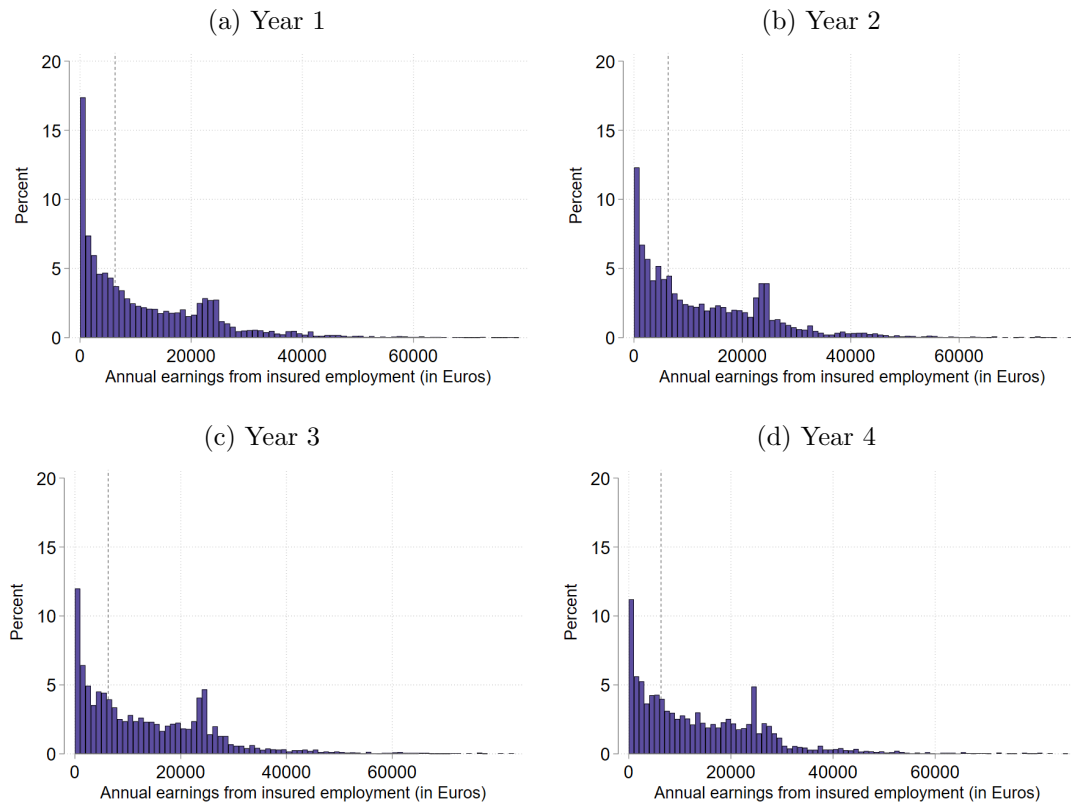 (a) Year 1
20
15
10
5
0
Percent
0 20000 40000 60000
Annual earnings from insured employment (in Euros)
(b) Year 2
20
15
10
5
0
Percent
0 20000 40000 60000
Annual earnings from insured employment (in Euros)
(c) Year 3
20
15
10
5
0
Percent
0 20000 40000 60000
Annual earnings from insured employment (in Euros)
(d) Year 4
20
15
10
5
0
Percent
0 20000 40000 60000
Annual earnings from insured employment (in Euros)